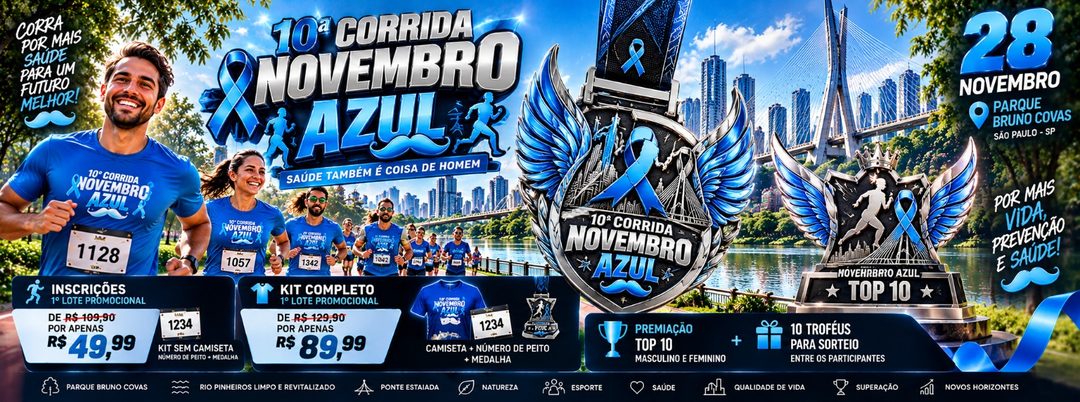 CORRA
POR MAIS
SAÚDE
PARA UM
FUTURO
MELHOR!
10ª CORRIDA
NOVEMBRO
AZUL
SAÚDE TAMBÉM É COISA DE HOMEM
28
NOVEMBRO
PARQUE
BRUNO COVAS
SÃO PAULO - SP
POR MAIS
VIDA,
PREVENÇÃO
E SAÚDE!
10ª CORRIDA
NOVEMBRO
AZUL
1128
1057
1342
1042
10ª CORRIDA
NOVEMBRO
AZUL
TOP 10
INSCRIÇÕES
1º LOTE PROMOCIONAL
DE R$ 109,90
POR APENAS
R$ 49,99
1234
KIT SEM CAMISETA
NÚMERO DE PEITO + MEDALHA
KIT COMPLETO
1º LOTE PROMOCIONAL
DE R$ 129,90
POR APENAS
R$ 89,99
NOVEMBRO
AZUL
1234
CAMISETA + NÚMERO DE PEITO
+ MEDALHA
PREMIAÇÃO
TOP 10
MASCULINO E FEMININO
+
10 TROFÉUS
PARA SORTEIO
ENTRE OS PARTICIPANTES
PARQUE BRUNO COVAS
RIO PINHEIROS LIMPO E REVITALIZADO
PONTE ESTAIADA
NATUREZA
ESPORTE
SAÚDE
QUALIDADE DE VIDA
SUPERAÇÃO
NOVOS HORIZONTES